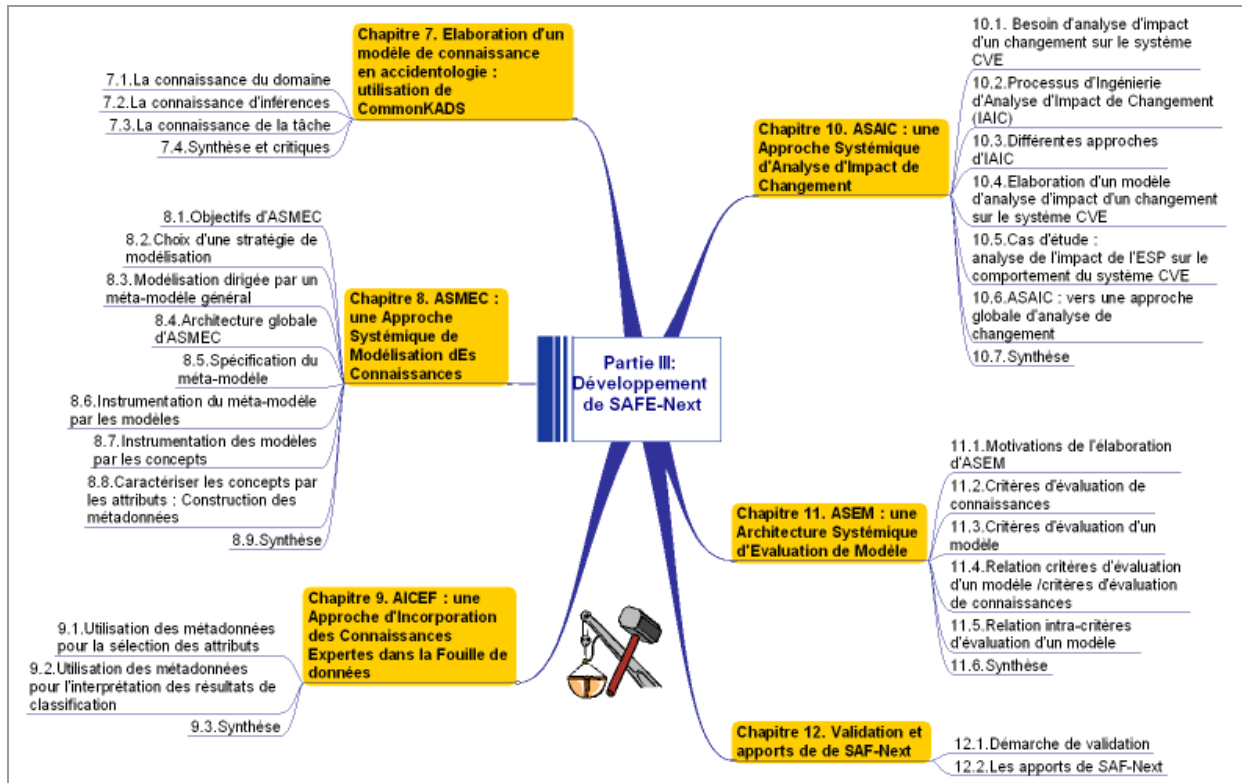 Partie III:
Développement
de SAFE-Next
Chapitre 7. Elaboration d'un
modèle de connaissance
en accidentologie :
utilisation de
CommonKADS
7.1.La connaissance du domaine
7.2.La connaissance d'inférences
7.3.La connaissance de la tâche
7.4.Synthèse et critiques
Chapitre 8. ASMEC :
une Approche
Systémique de
Modélisation dEs
Connaissances
8.1.Objectifs d'ASMEC
8.2.Choix d'une stratégie de
modélisation
8.3.Modélisation dirigée par un
méta-modèle général
8.4.Architecture globale
d'ASMEC
8.5.Spécification du
méta-modèle
8.6.Instrumentation du méta-modèle
par les modèles
8.7.Instrumentation des modèles
par les concepts
8.8.Caractériser les concepts par
les attributs : Construction des
métadonnées
8.9.Synthèse
Chapitre 9. AICEF : une
Approche d'Incorporation
des Connaissances
Expertes dans la Fouille de
données
9.1.Utilisation des métadonnées
pour la sélection des attributs
9.2.Utilisation des métadonnées
pour l'interprétation des résultats de
classification
9.3.Synthèse
Chapitre 10. ASAIC : une
Approche Systémique
d'Analyse d'Impact de
Changement
10.1. Besoin d'analyse d'impact
d'un changement sur le système
CVE
10.2.Processus d'Ingénierie
d'Analyse d'Impact de Changement
(IAIC)
10.3.Différentes approches
d'IAIC
10.4.Elaboration d'un modèle
d'analyse d'impact d'un changement
sur le système CVE
10.5.Cas d'étude :
analyse de l'impact de l'ESP sur le
comportement du système CVE
10.6.ASAIC : vers une approche
globale d'analyse de
changement
10.7.Synthèse
Chapitre 11. ASEM : une
Architecture Systémique
d'Evaluation de Modèle
11.1.Motivations de l'élaboration
d'ASEM
11.2.Critères d'évaluation de
connaissances
11.3.Critères d'évaluation d'un
modèle
11.4.Relation critères d'évaluation
d'un modèle /critères d'évaluation
de connaissances
11.5.Relation intra-critères
d'évaluation d'un modèle
11.6.Synthèse
Chapitre 12. Validation et
apports de de SAF-Next
12.1.Démarche de validation
12.2.Les apports de SAF-Next